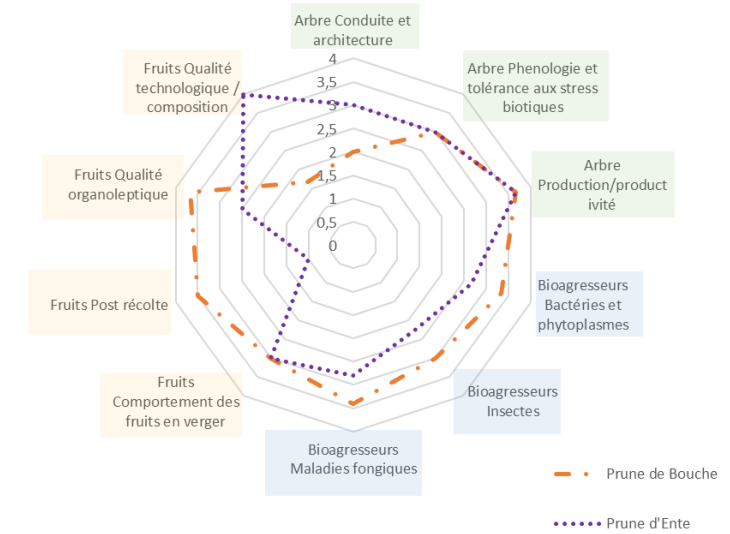 Arbre Conduite et
architecture
Arbre Phenologie et
tolérance aux stress
biotiques
Arbre
Production/product
ivité
Bioagresseurs
Bactéries et
phytoplasmes
Bioagresseurs
Insectes
Bioagresseurs
Maladies fongiques
Fruits
Comportement des
fruits en verger
Fruits Post récolte
Fruits Qualité
organoleptique
Fruits Qualité
technologique /
composition
4
3,5
3
2,5
2
1,5
1
0,5
0
Prune de Bouche
Prune d'Ente